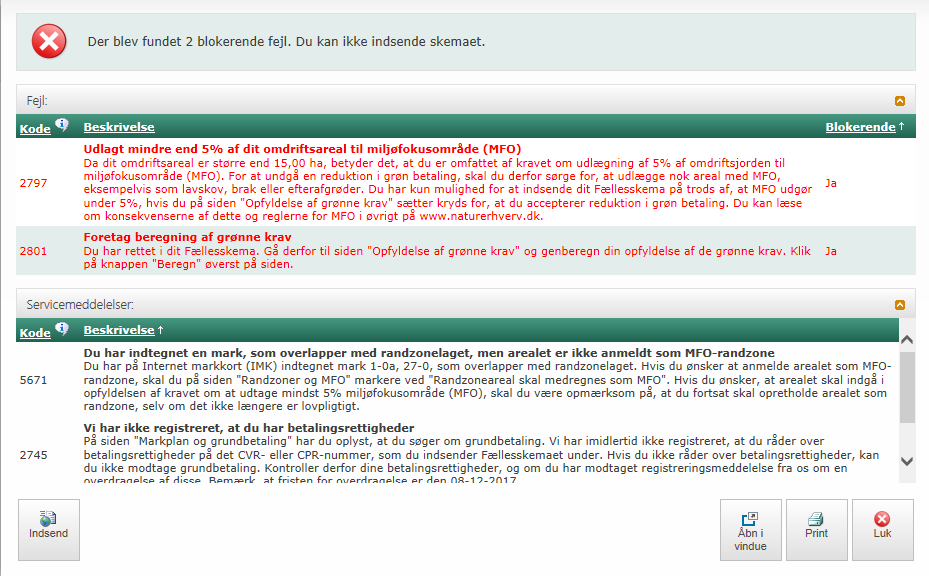 Der blev fundet 2 blokerende fejl. Du kan ikke indsende skemaet.
Fejl:
Kode Beskrivelse Blokerende ↑
Udlagt mindre end 5% af dit omdriftsareal til miljøfokusområde (MFO)
Da dit omdriftsareal er større end 15,00 ha, betyder det, at du er omfattet af kravet om udlægning af 5% af omdriftsjorden til
miljøfokusområde (MFO). For at undgå en reduktion i grøn betaling, skal du derfor sørge for, at udlægge nok areal med MFO,
2797 eksempelvis som lavskov, brak eller efterafgrøder. Du har kun mulighed for at indsende dit Fællesskema på trods af, at MFO udgør Ja
under 5%, hvis du på siden "Opfyldelse af grønne krav" sætter kryds for, at du accepterer reduktion i grøn betaling. Du kan læse
om konsekvenserne af dette og reglerne for MFO i øvrigt på www.naturerhverv.dk.
Foretag beregning af grønne krav
2801 Du har rettet i dit Fællesskema. Gå derfor til siden "Opfyldelse af grønne krav" og genberegn din opfyldelse af de grønne krav. Klik Ja
på knappen "Beregn" øverst på siden.
Servicemeddelelser:
Kode Beskrivelse ↑
Du har indtegnet en mark, som overlapper med randzonelaget, men arealet er ikke anmeldt som MFO-randzone
Du har på Internet markkort (IMK) indtegnet mark 1-0a, 27-0, som overlapper med randzonelaget. Hvis du ønsker at anmelde arealet som MFO-
5671 randzone, skal du på siden "Randzoner og MFO" markere ved "Randzoneareal skal medregnes som MFO". Hvis du ønsker, at arealet skal indgå i
opfyldelsen af kravet om at udtage mindst 5% miljøfokusområde (MFO), skal du være opmærksom på, at du fortsat skal opretholde arealet som
randzone, selv om det ikke længere er lovpligtigt.
Vi har ikke registreret, at du har betalingsrettigheder
På siden "Markplan og grundbetaling" har du oplyst, at du søger om grundbetaling. Vi har imidlertid ikke registreret, at du råder over
2745 betalingsrettigheder på det CVR- eller CPR-nummer, som du indsender Fællesskemaet under. Hvis du ikke råder over betalingsrettigheder, kan
du ikke modtage grundbetaling. Kontroller derfor dine betalingsrettigheder, og om du har modtaget registreringsmeddelelse fra os om en
overdragelse af disse. Bemærk, at fristen for overdragelse er den 08-12-2017
Indsend
Åbn i
vindue
Print
Luk